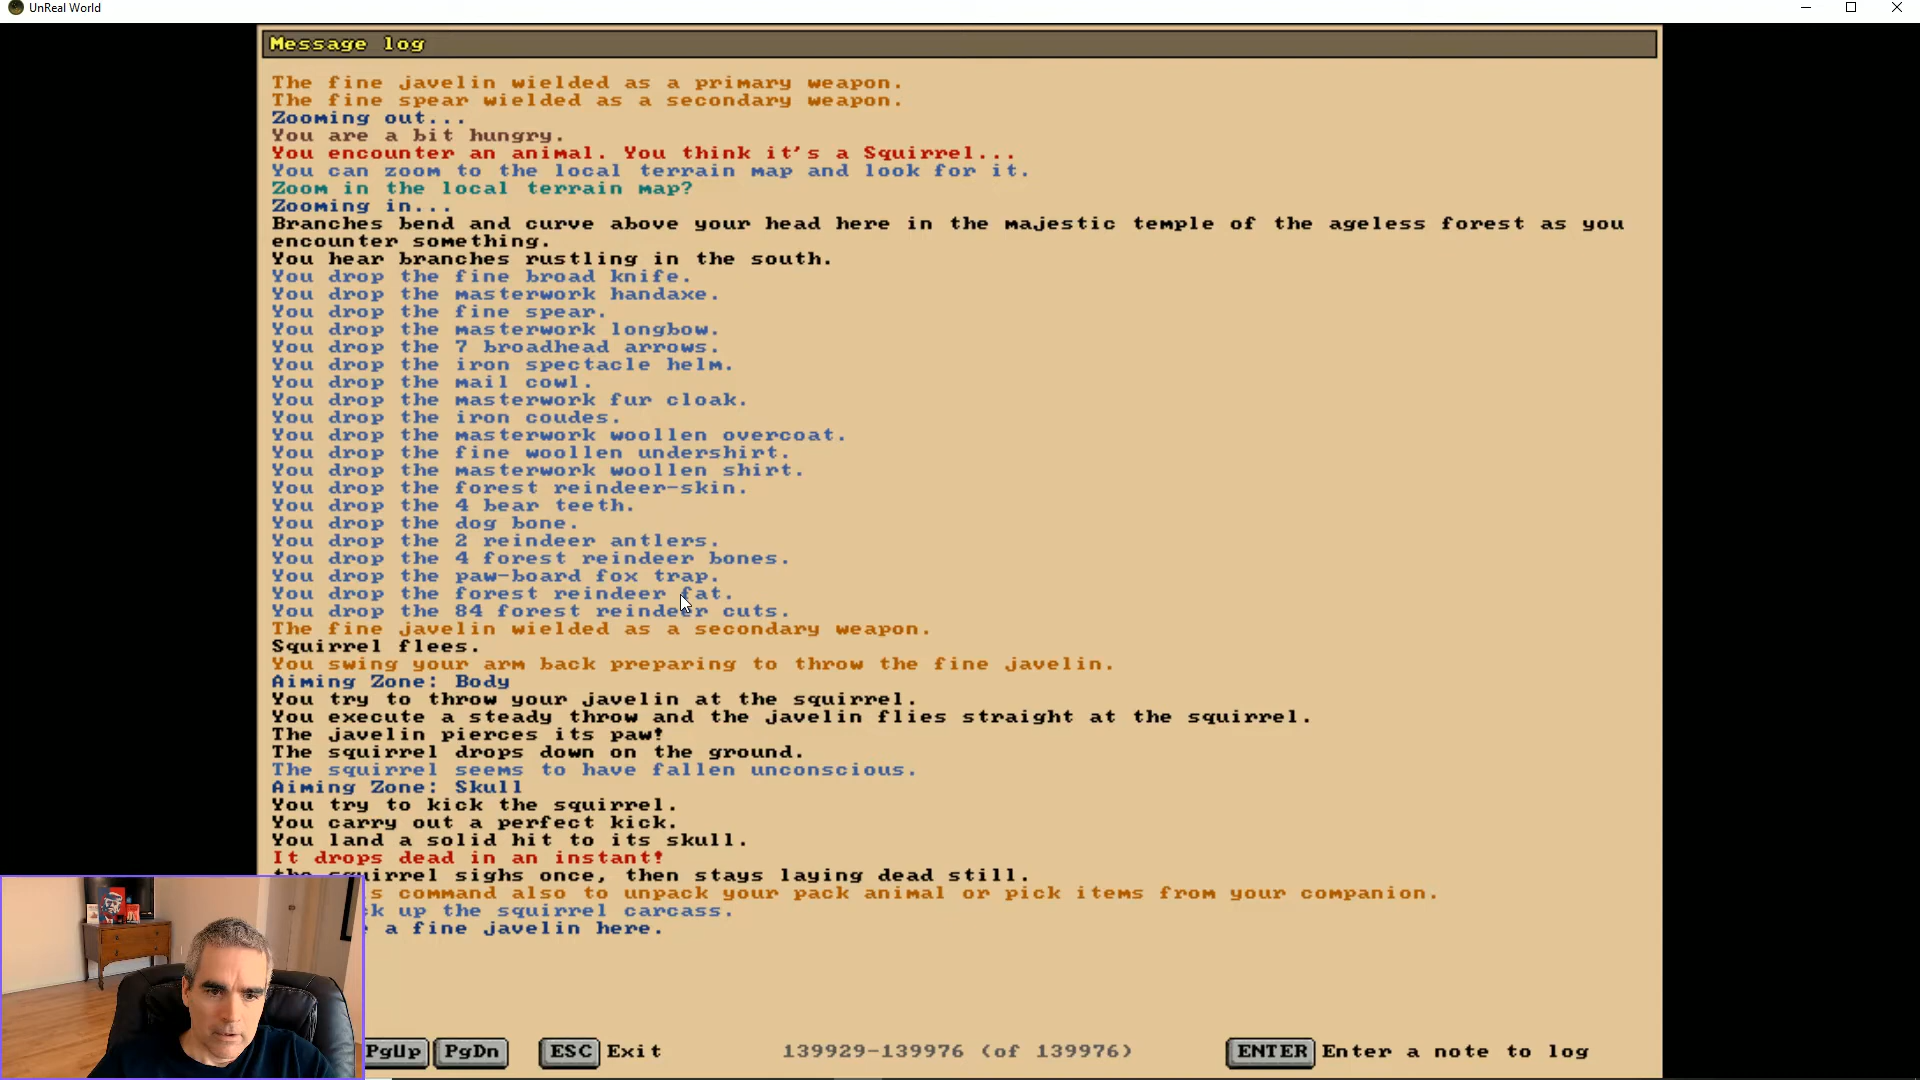 UnReal World
Message log
The fine javelin wielded as a primary weapon.
The fine spear wielded as a secondary weapon.
Zooming out...
You are a bit hungry.
You encounter an animal. You think it's a Squirrel...
You can zoom to the local terrain map and look for it.
Zoom in the local terrain map?
Zooming in...
Branches bend and curve above your head here in the majestic temple of the ageless forest as you
encounter something.
You hear branches rustling in the south.
You drop the fine broad knife.
You drop the masterwork handaxe.
You drop the fine spear.
You drop the masterwork longbow.
You drop the 7 broadhead arrows.
You drop the iron spectacle helm.
You drop the mail cowl.
You drop the masterwork fur cloak.
You drop the iron coudes.
You drop the masterwork woollen overcoat.
You drop the fine woollen undershirt.
You drop the masterwork woollen shirt.
You drop the forest reindeer-skin.
You drop the 4 bear teeth.
You drop the dog bone.
You drop the 2 reindeer antlers.
You drop the 4 forest reindeer bones.
You drop the paw-board fox trap.
You drop the forest reindeer fat.
You drop the 84 forest reindeer cuts.
The fine javelin wielded as a secondary weapon.
Squirrel flees.
You swing your arm back preparing to throw the fine javelin.
Aiming Zone: Body
You try to throw your javelin at the squirrel.
You execute a steady throw and the javelin flies straight at the squirrel.
The javelin pierces its paw!
The squirrel drops down on the ground.
The squirrel seems to have fallen unconscious.
Aiming Zone: Skull
You try to kick the squirrel.
You carry out a perfect kick.
You land a solid hit to its skull.
It drops dead in an instant!
the squirrel sighs once, then stays laying dead still.
s command also to unpack your pack animal or pick items from your companion.
k up the squirrel carcass.
a fine javelin here.
PgUp PgDn ESC Exit 139929-139976 (of 139976) ENTER Enter a note to log